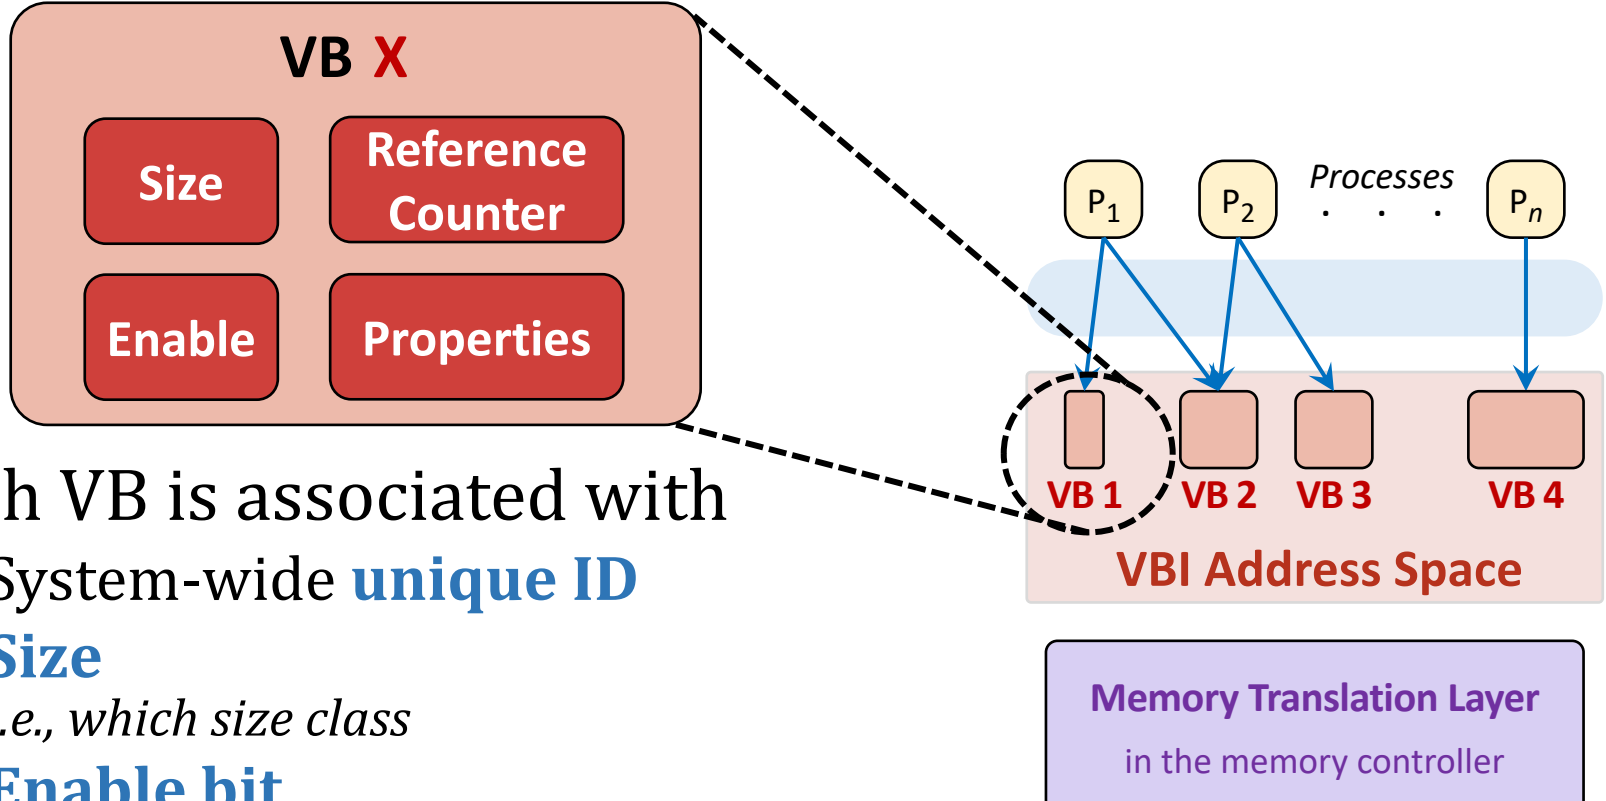 VB X
Size
Reference
Counter
Enable
Properties
h VB is associated with
System-wide unique ID
Size
.e., which size class
Enable bit
Processes
P1
P2
. . .
Pn
VB 1
VB 2
VB 3
VB 4
VBI Address Space
Memory Translation Layer
in the memory controller